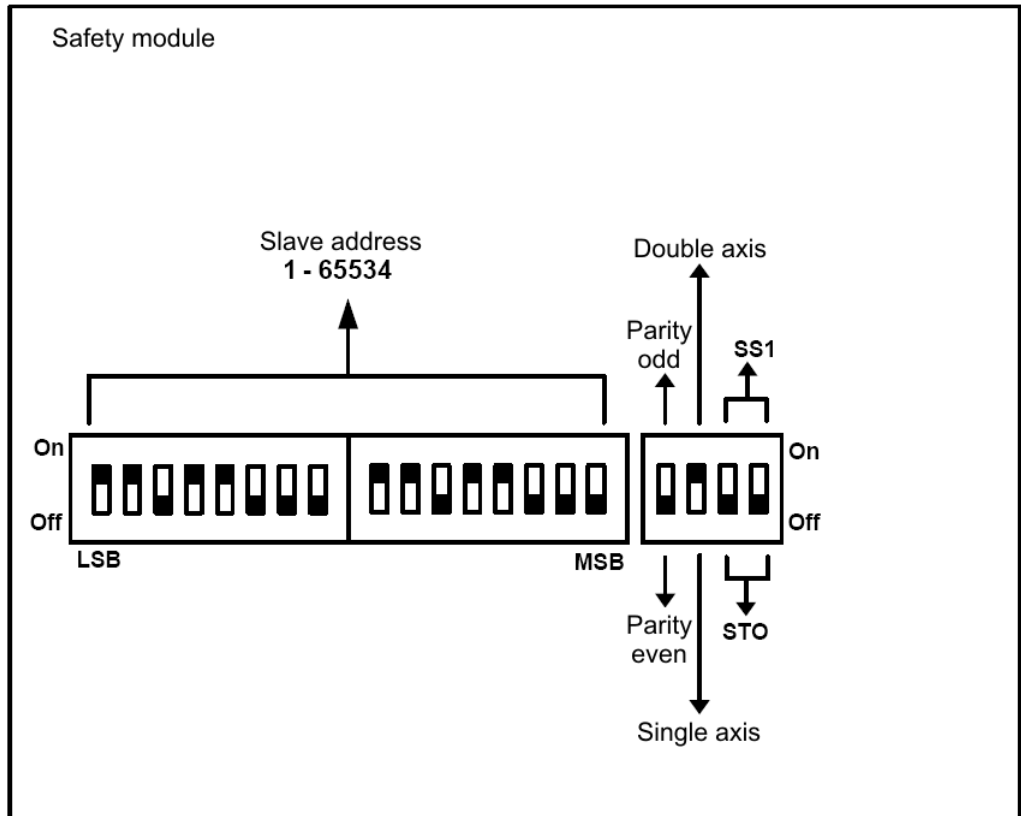 Safety module
Slave address
1 - 65534
Double axis
Parity
odd
SS1
On
On
Off
Off
LSB
MSB
Parity
even
STO
Single axis